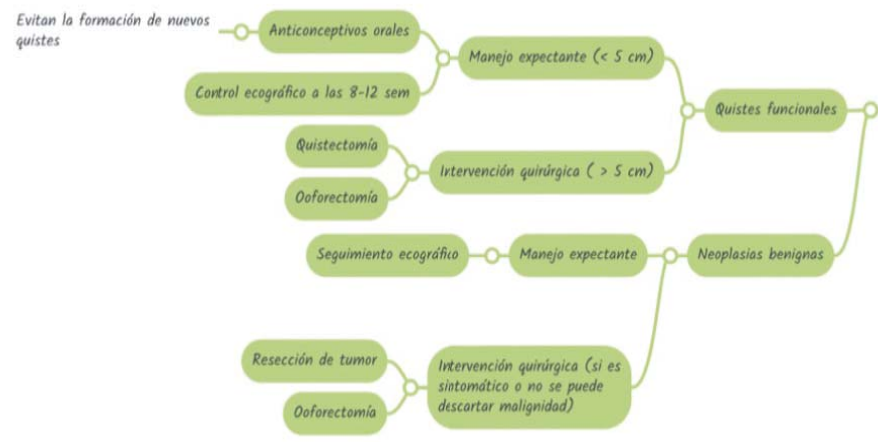 Evitan la formación de nuevos
quistes
Anticonceptivos orales
Manejo expectante (< 5 cm)
Control ecográfico a las 8-12 sem
Quistes funcionales
Quistectomía
Intervención quirúrgica ( > 5 cm)
Ooforectomía
Seguimiento ecográfico
Manejo expectante
Neoplasias benignas
Resección de tumor
Intervención quirúrgica (si es
sintomático o no se puede
descartar malignidad)
Ooforectomía